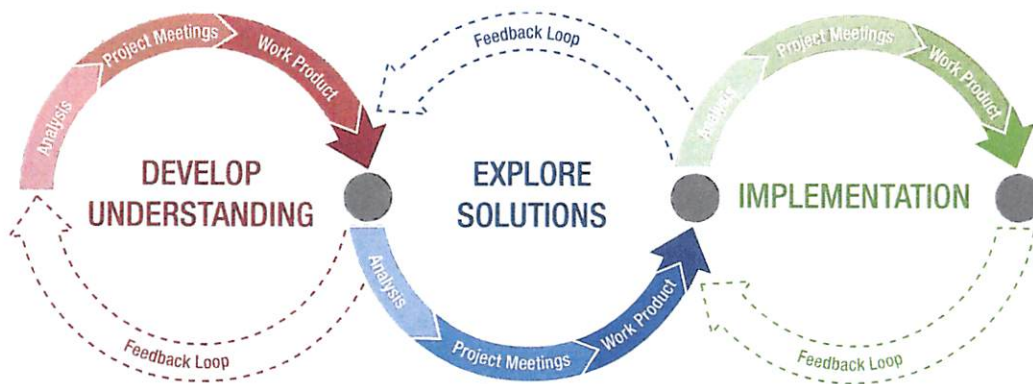 Analysis
Project Meetings
Work Product
Feedback Loop
DEVELOP
UNDERSTANDING
Feedback Loop
EXPLORE
SOLUTIONS
Analysis
Project Meetings
Work Product
Analysis
Project Meetings
Work Product
IMPLEMENTATION
Feedback Loop